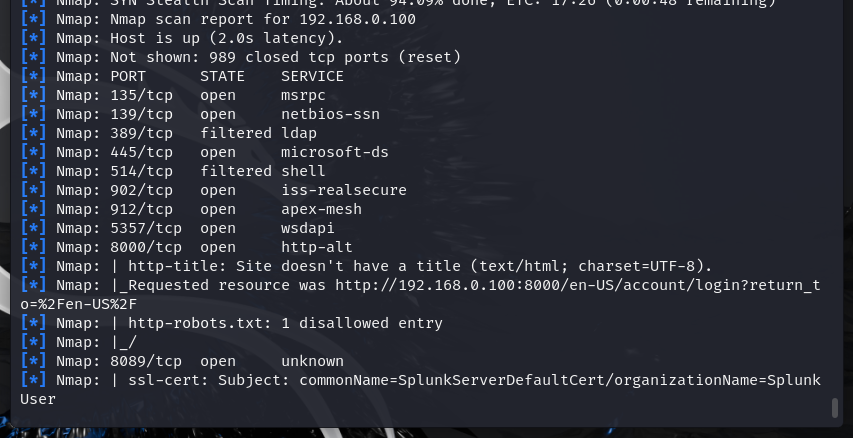 [*] Nmap: SYN Stealth Scan Timing: About 94.09% done; ETC: 17:26 (0:00:48 remaining)
[*] Nmap: Nmap scan report for 192.168.0.100
[*] Nmap: Host is up (2.0s latency).
[*] Nmap: Not shown: 989 closed tcp ports (reset)
[*] Nmap: PORT     STATE    SERVICE
[*] Nmap: 135/tcp  open     msrpc
[*] Nmap: 139/tcp  open     netbios-ssn
[*] Nmap: 389/tcp  filtered ldap
[*] Nmap: 445/tcp  open     microsoft-ds
[*] Nmap: 514/tcp  filtered shell
[*] Nmap: 902/tcp  open     iss-realsecure
[*] Nmap: 912/tcp  open     apex-mesh
[*] Nmap: 5357/tcp open     wsdapi
[*] Nmap: 8000/tcp open     http-alt
[*] Nmap: | http-title: Site doesn't have a title (text/html; charset=UTF-8).
[*] Nmap: |_Requested resource was http://192.168.0.100:8000/en-US/account/login?return_t
o=%2Fen-US%2F
[*] Nmap: | http-robots.txt: 1 disallowed entry
[*] Nmap: |_/
[*] Nmap: 8089/tcp open     unknown
[*] Nmap: | ssl-cert: Subject: commonName=SplunkServerDefaultCert/organizationName=Splunk
User